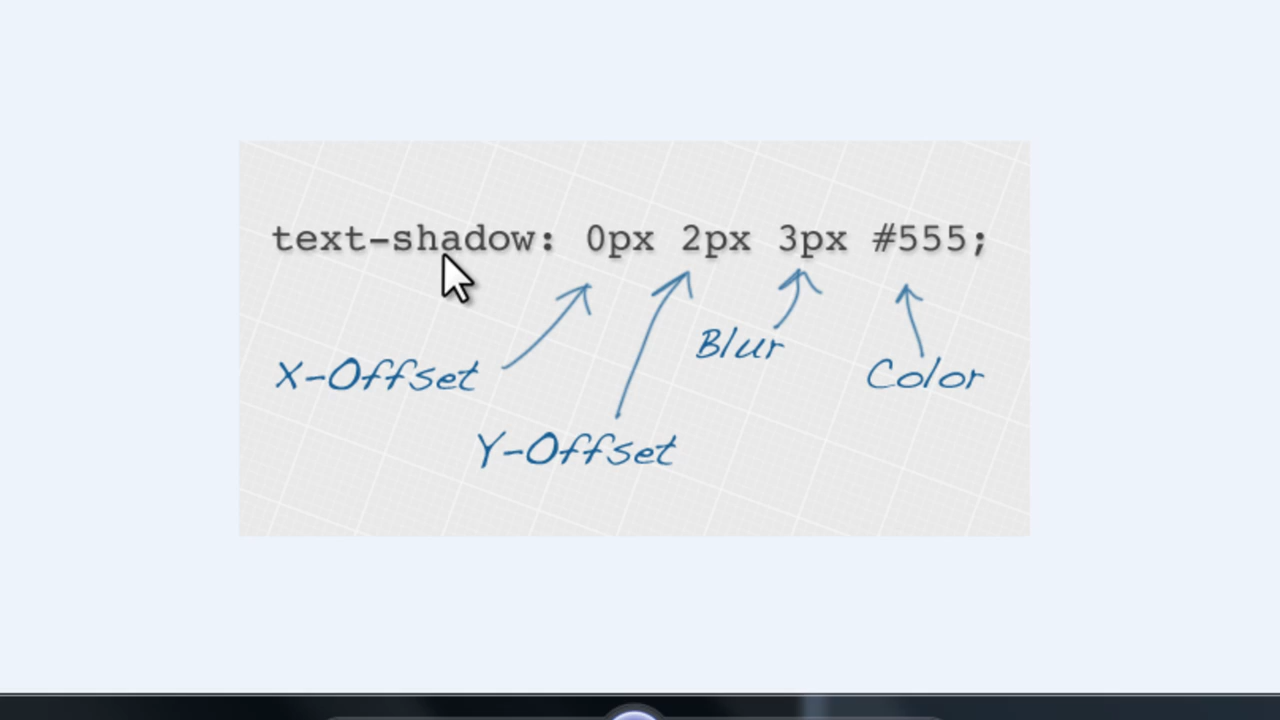 text-shadow: 0px 2px 3px #555;
Blur
X-Offset
Color
Y-Offset